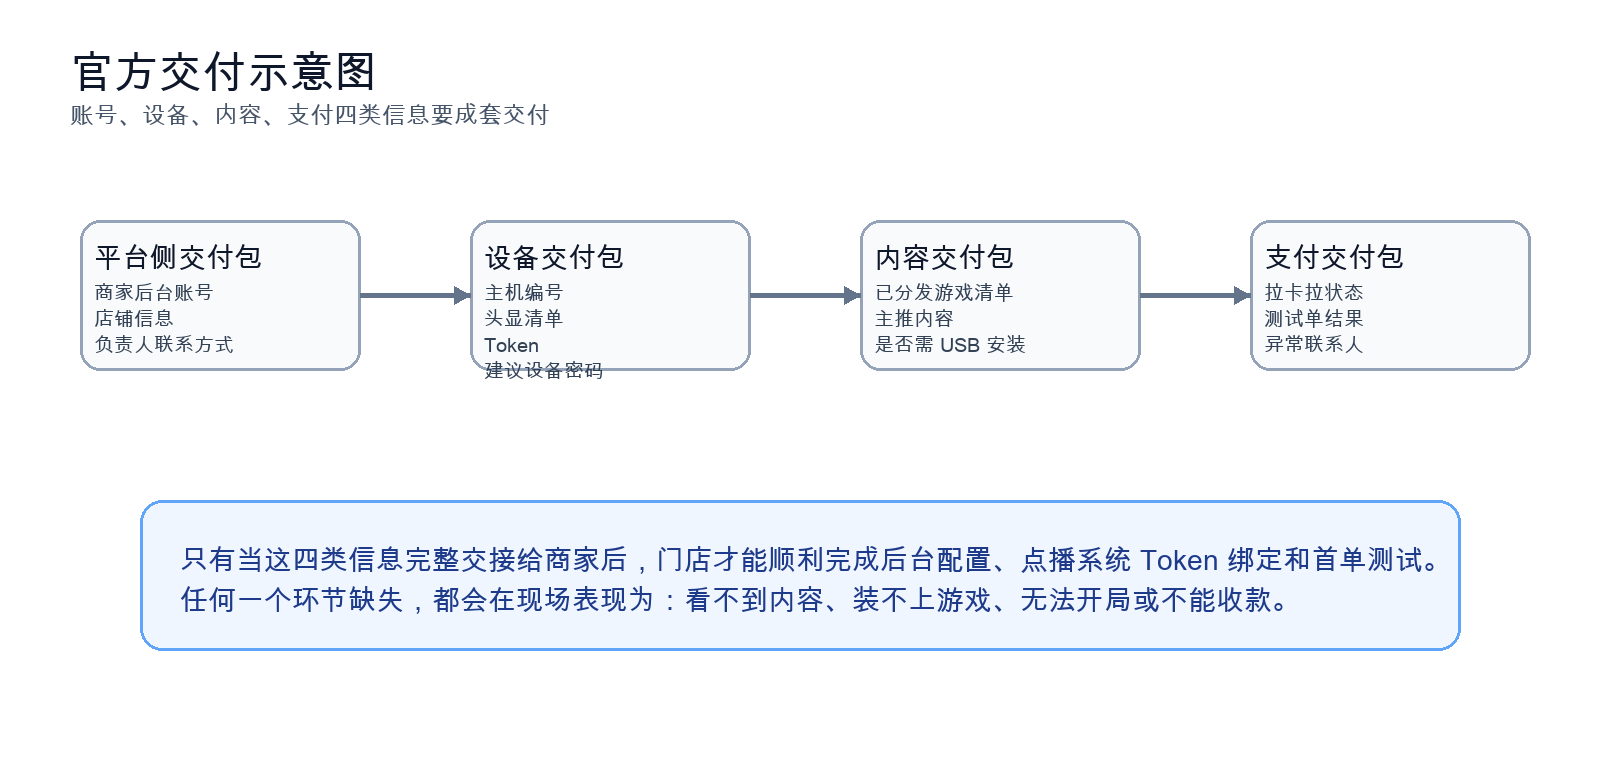 官方交付示意图
账号、设备、内容、支付四类信息要成套交付
平台侧交付包
商家后台账号
店铺信息
负责人联系方式
设备交付包
主机编号
头显清单
Token
建议设备密码
内容交付包
已分发游戏清单
主推内容
是否需 USB 安装
支付交付包
拉卡拉状态
测试单结果
异常联系人
只有当这四类信息完整交接给商家后，门店才能顺利完成后台配置、点播系统 Token 绑定和首单测试。
任何一个环节缺失，都会在现场表现为：看不到内容、装不上游戏、无法开局或不能收款。